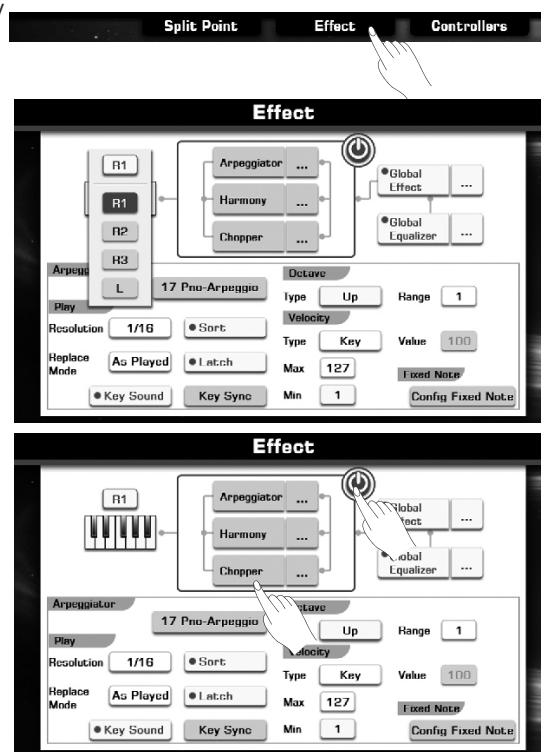 Split Point Effect Controllers
Effect
R1
R1
R2
R3
L
Arpeggiator ...
Harmony ...
Chopper ...
Global
Effect ...
Global
Equalizer ...
Arpegg
17 Pno-Arpeggio
Play
Resolution 1/16 Sort
Replace
Mode As Played Latch
Key Sound Key Sync
Octave
Type Up Range 1
Velocity
Type Key Value 100
Max 127
Fixed Note
Min 1 Config Fixed Note
Effect
R1
Arpeggiator ...
Harmony ...
Chopper ...
Global
...
Equalizer ...
Arpeggiator
17 Pno-Arpeggio
Play
Resolution 1/16 Sort
Replace
Mode As Played Latch
Key Sound Key Sync
Up Range 1
Velocity
Type Key Value 100
Max 127
Fixed Note
Min 1 Config Fixed Note